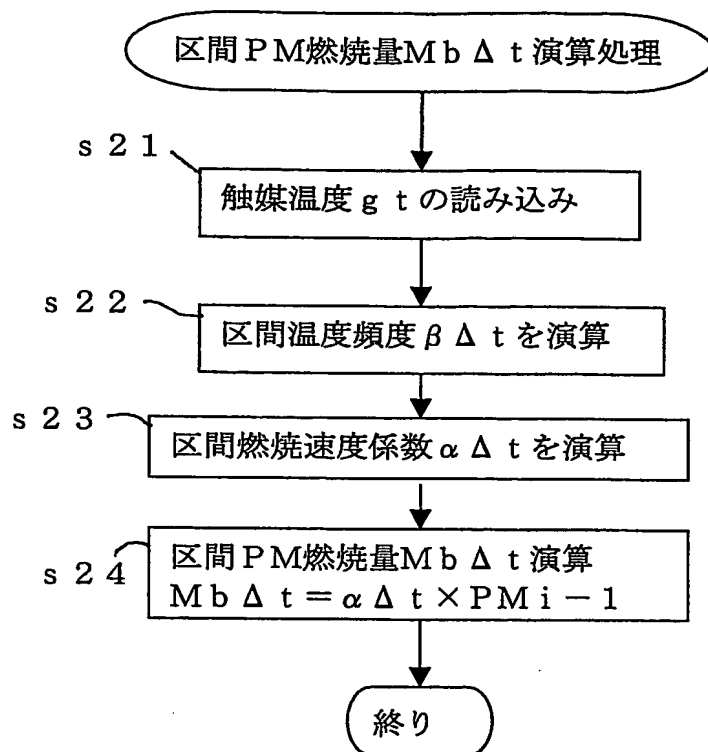 区間PM燃焼量MbΔt演算処理
s21
触媒温度gtの読み込み
s22
区間温度頻度βΔtを演算
s23
区間燃焼速度係数αΔtを演算
s24
区間PM燃焼量MbΔt演算
MbΔt=αΔt×PMi-1
終り